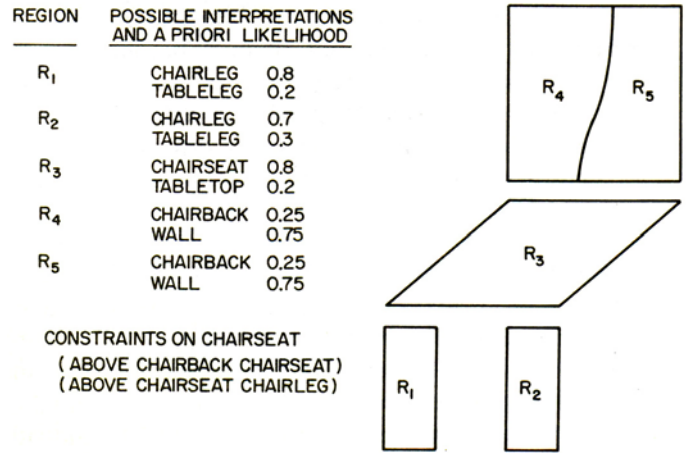 REGION POSSIBLE INTERPRETATIONS
AND A PRIORI LIKELIHOOD
R1 CHAIRLEG 0.8
TABLELEG 0.2
R2 CHAIRLEG 0.7
TABLELEG 0.3
R3 CHAIRSEAT 0.8
TABLETOP 0.2
R4 CHAIRBACK 0.25
WALL 0.75
R5 CHAIRBACK 0.25
WALL 0.75
CONSTRAINTS ON CHAIRSEAT
(ABOVE CHAIRBACK CHAIRSEAT)
(ABOVE CHAIRSEAT CHAIRLEG)
R4 R5
R3
R1 R2